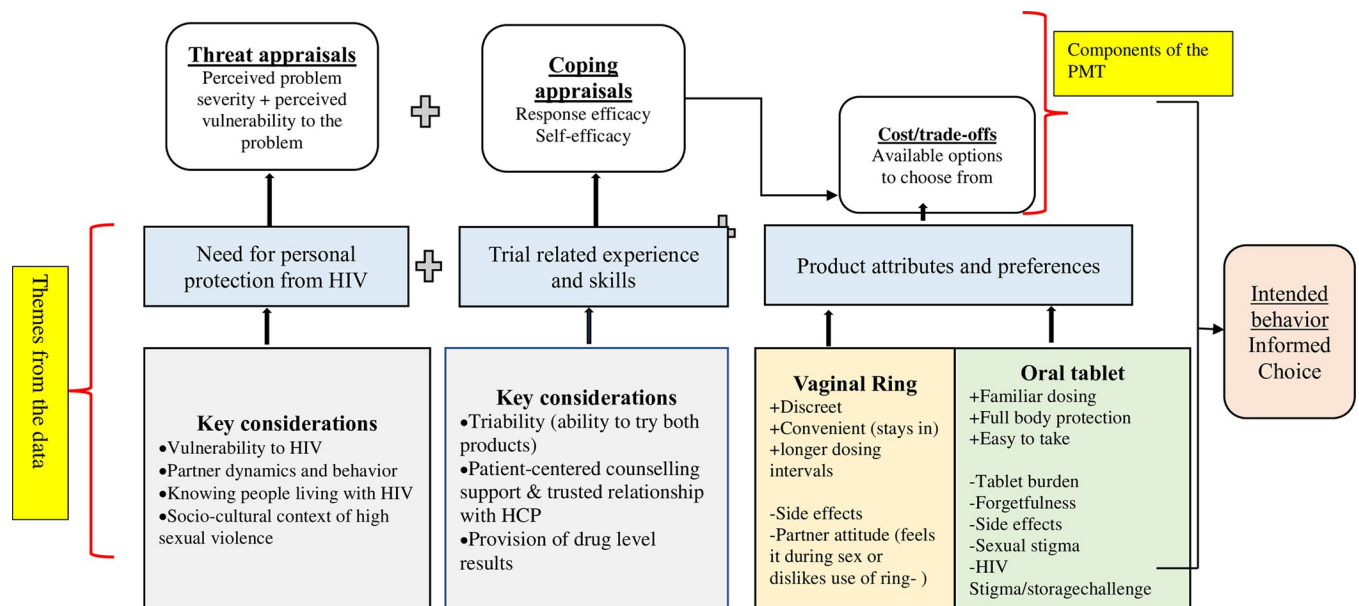 Threat appraisals
Perceived problem
severity + perceived
vulnerability to the
problem
Coping
appraisals
Response efficacy
Self-efficacy
Cost/trade-offs
Available options
to choose from
Components of the
PMT
Themes from the data
Need for personal
protection from HIV
Trial related experience
and skills
Product attributes and preferences
Intended
behavior
Informed
Choice
Key considerations
•Vulnerability to HIV
•Partner dynamics and behavior
•Knowing people living with HIV
•Socio-cultural context of high
sexual violence
Key considerations
•Triability (ability to try both
products)
•Patient-centered counselling
support & trusted relationship
with HCP
•Provision of drug level
results
Vaginal Ring
+Discreet
+Convenient (stays in)
+longer dosing
intervals
-Side effects
-Partner attitude (feels
it during sex or
dislikes use of ring- )
Oral tablet
+Familiar dosing
+Full body protection
+Easy to take
-Tablet burden
-Forgetfulness
-Side effects
-Sexual stigma
-HIV
Stigma/storagechallenge